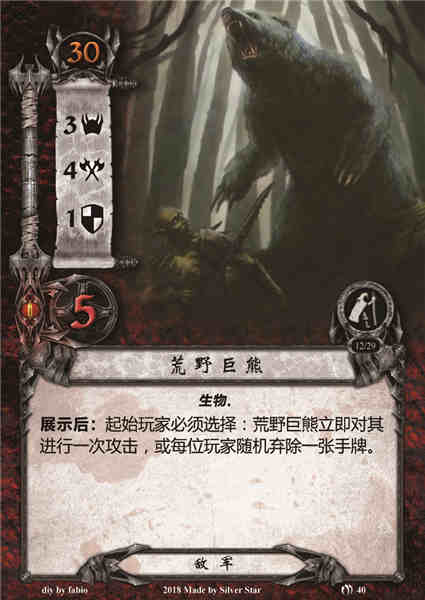 30
3
4
1
5
12/29
荒野巨熊
生物.
展示后：起始玩家必须选择：荒野巨熊立即对其
进行一次攻击，或每位玩家随机弃除一张手牌。
敌军
diy by fabio
2018 Made by Silver Star
40